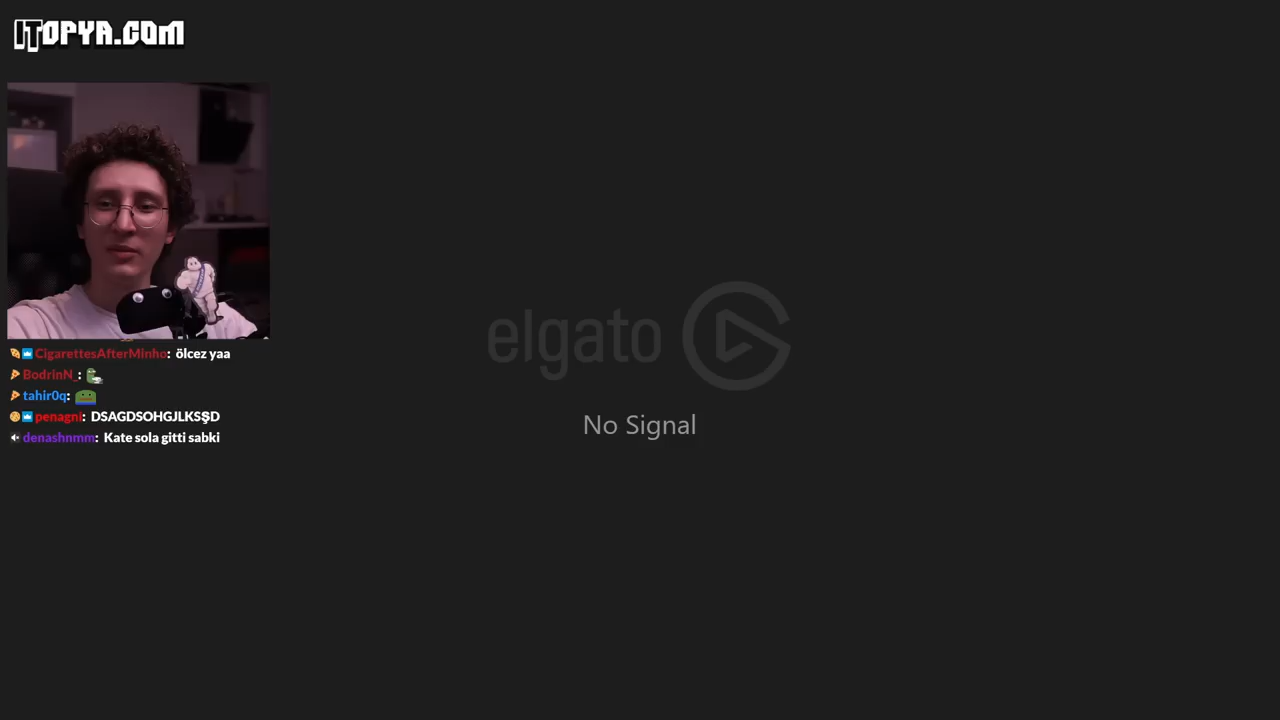 ITOPYA.COM
CigarettesAfterMinho: ölcez yaa
BodrinN_:
tahir0q:
penagni: DSAGDSOHGJLKSŞD
denashnmm: Kate sola gitti sabki
elgato
No Signal